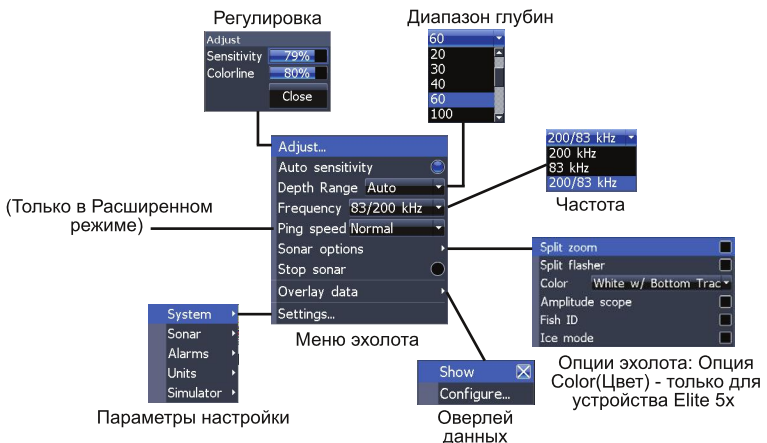 Регулировка
Adjust
Sensitivity 79%
Colorline 80%
Close
Диапазон глубин
60
20
30
40
60
100
200/83 kHz
200 kHz
83 kHz
200/83 kHz
Частота
(Только в Расширенном
режиме)
Adjust...
Auto sensitivity
Depth Range Auto
Frequency 83/200 kHz
Ping speed Normal
Sonar options
Stop sonar
Overlay data
Settings...
Меню эхолота
Split zoom
Split flasher
Color White w/ Bottom Trac
Amplitude scope
Fish ID
Ice mode
Опции эхолота: Опция
Color(Цвет) - только для
устройства Elite 5x
System
Sonar
Alarms
Units
Simulator
Параметры настройки
Show
Configure...
Оверлей
данных